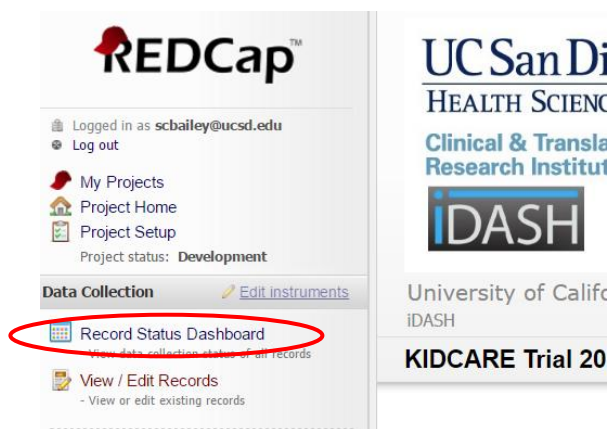 REDCap™
Logged in as scbailey@ucsd.edu
Log out
My Projects
Project Home
Project Setup
Project status: Development
Data Collection Edit instruments
Record Status Dashboard
- View data collection status of all records
View / Edit Records
- View or edit existing records
UC San Di
HEALTH SCIENC
Clinical & Transla
Research Institut
iDASH
University of Califo
iDASH
KIDCARE Trial 20